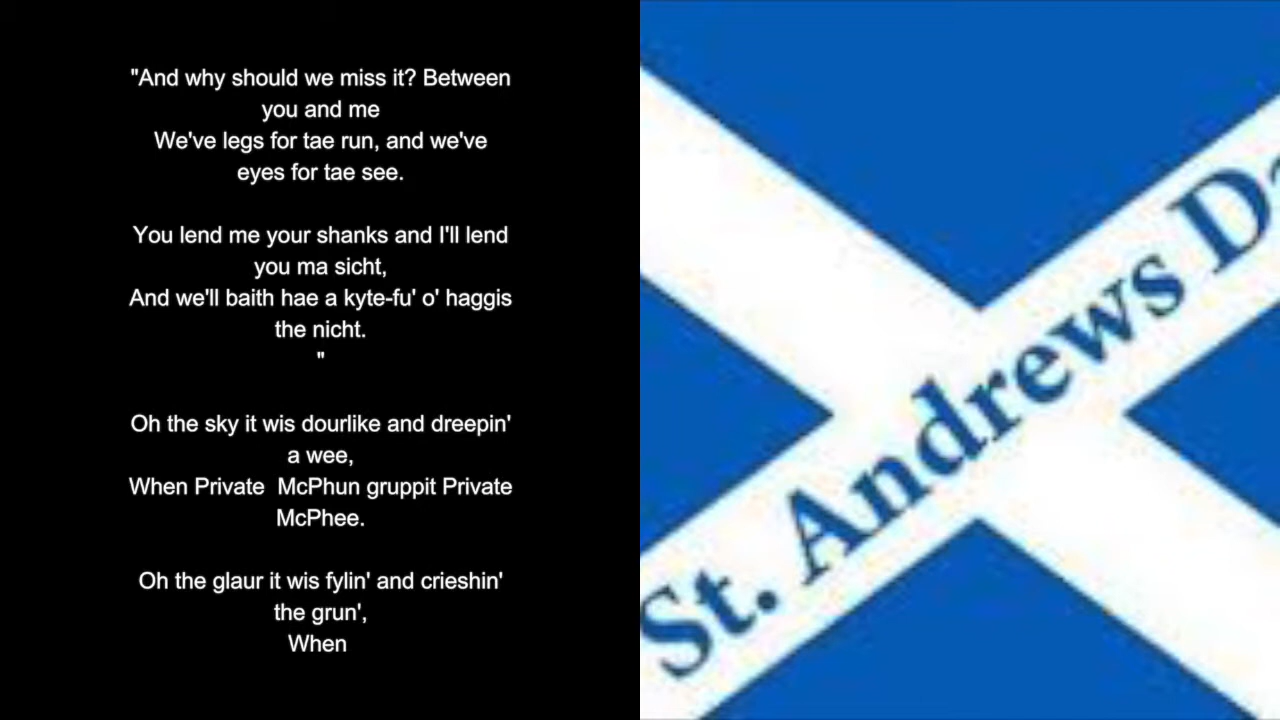 "And why should we miss it? Between
you and me
We've legs for tae run, and we've
eyes for tae see.
You lend me your shanks and I'll lend
you ma sicht,
And we'll baith hae a kyte-fu' o' haggis
the nicht.
"
Oh the sky it wis dourlike and dreepin'
a wee,
When Private  McPhun gruppit Private
McPhee.
Oh the glaur it wis fylin' and crieshin'
the grun',
When
St. Andrews Da